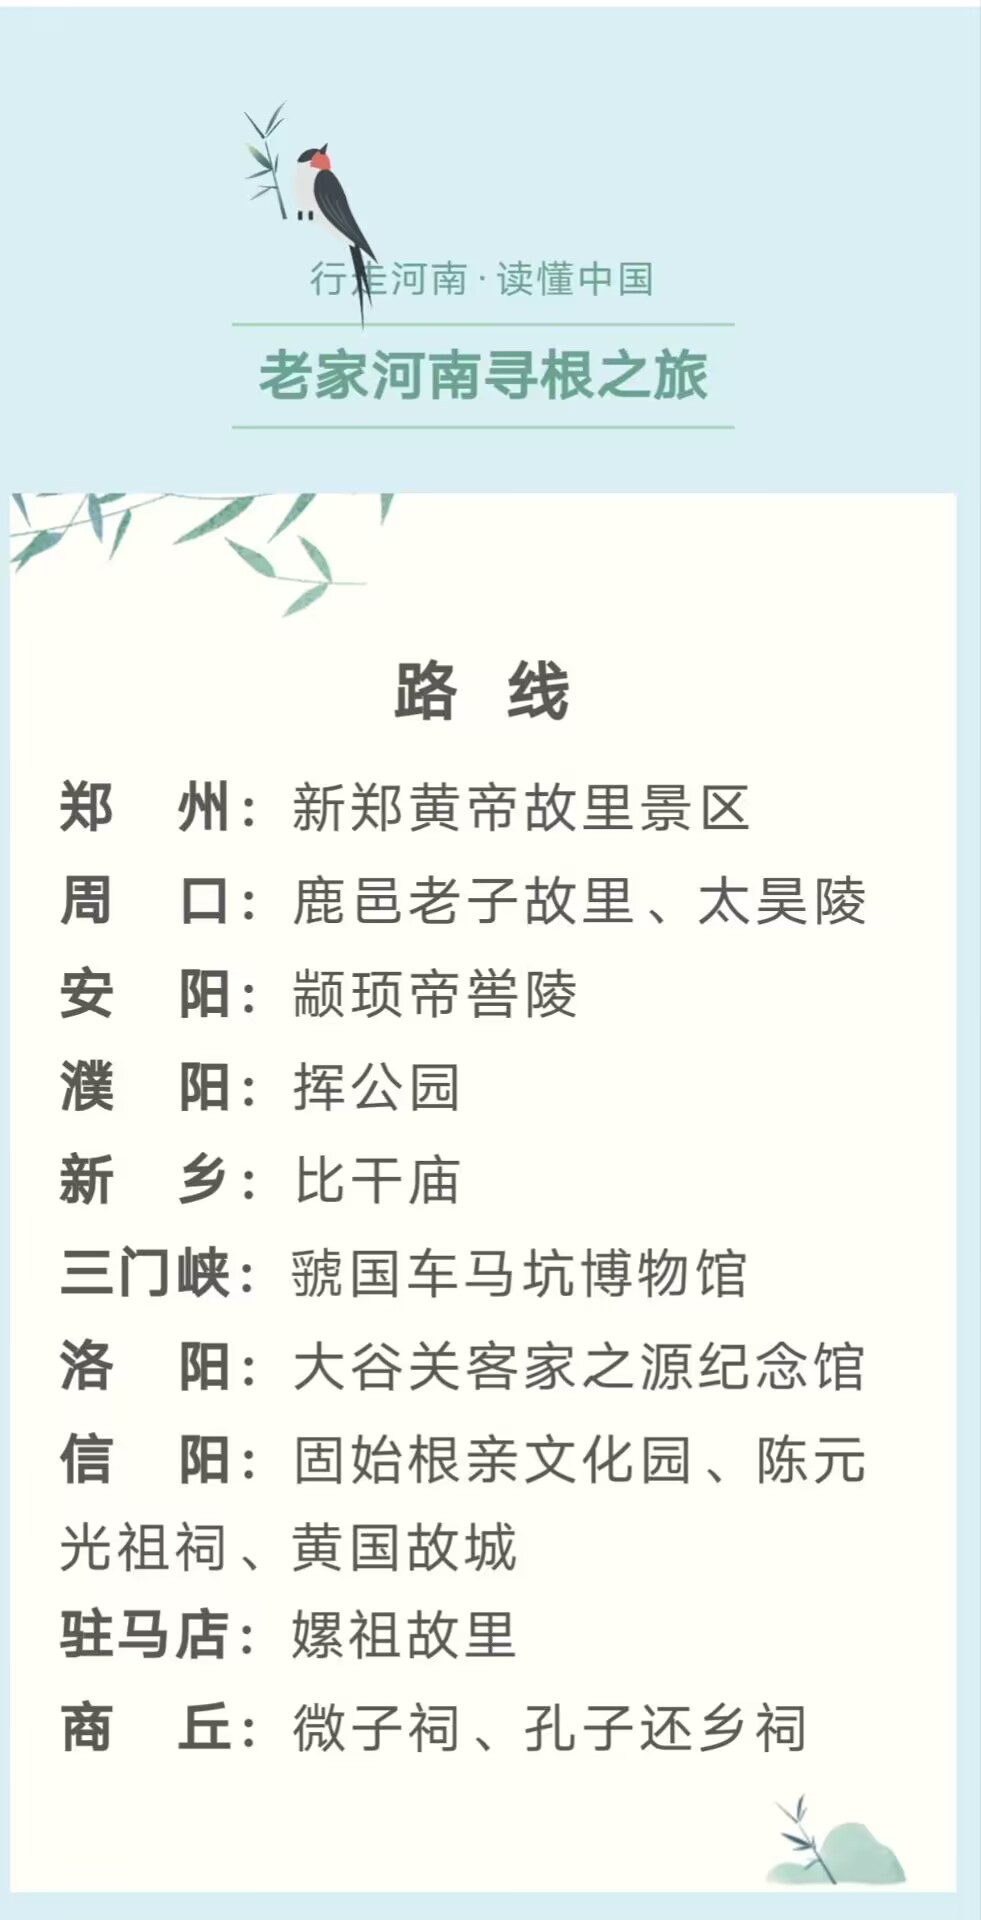 行走河南·读懂中国
老家河南寻根之旅
路 线
郑 州：新郑黄帝故里景区
周 口：鹿邑老子故里、太昊陵
安 阳：颛顼帝喾陵
濮 阳：挥公园
新 乡：比干庙
三门峡：虢国车马坑博物馆
洛 阳：大谷关客家之源纪念馆
信 阳：固始根亲文化园、陈元
光祖祠、黄国故城
驻马店：嫘祖故里
商 丘：微子祠、孔子还乡祠